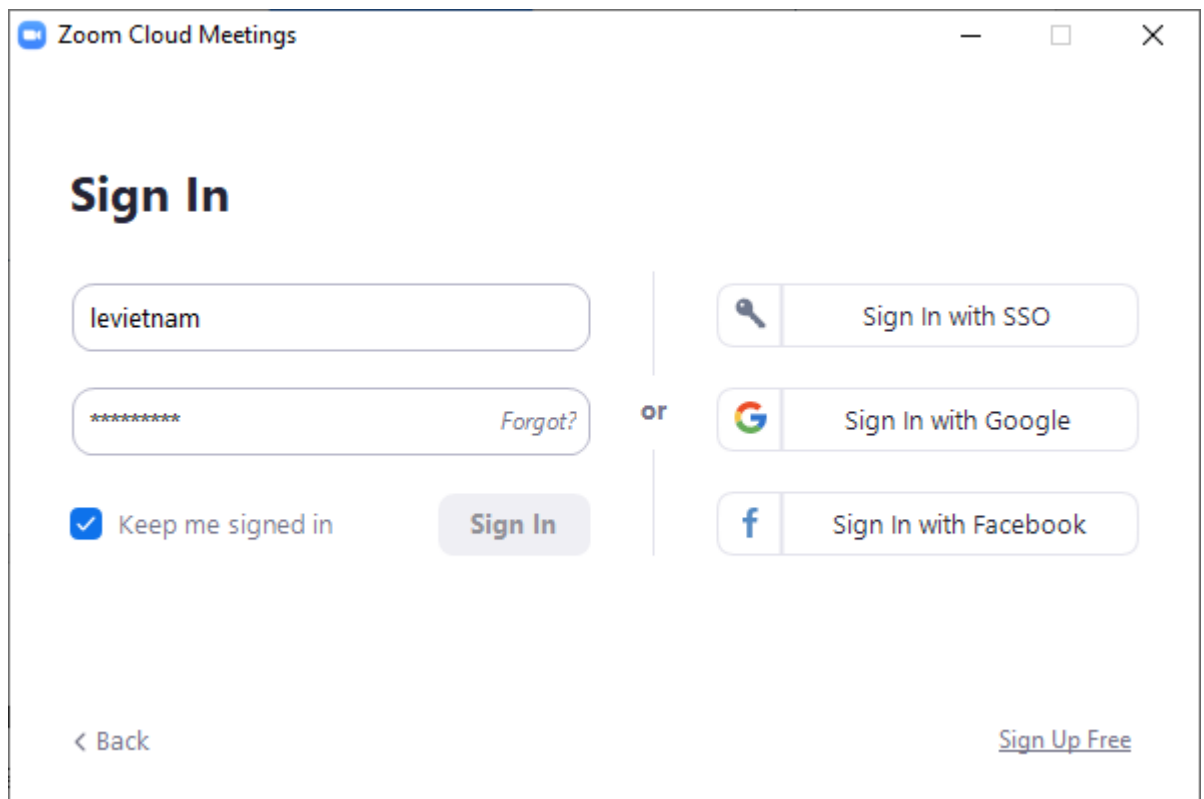 Zoom Cloud Meetings
Sign In
levietnam
*********
Forgot?
Keep me signed in
Sign In
or
Sign In with SSO
Sign In with Google
Sign In with Facebook
Back
Sign Up Free